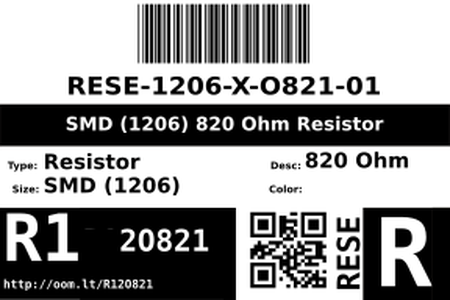 RESE-1206-X-O821-01
SMD (1206) 820 Ohm Resistor
Type: Resistor
Desc: 820 Ohm
Size: SMD (1206)
Color:
R1 20821
RESE
R
http://oom.lt/R120821